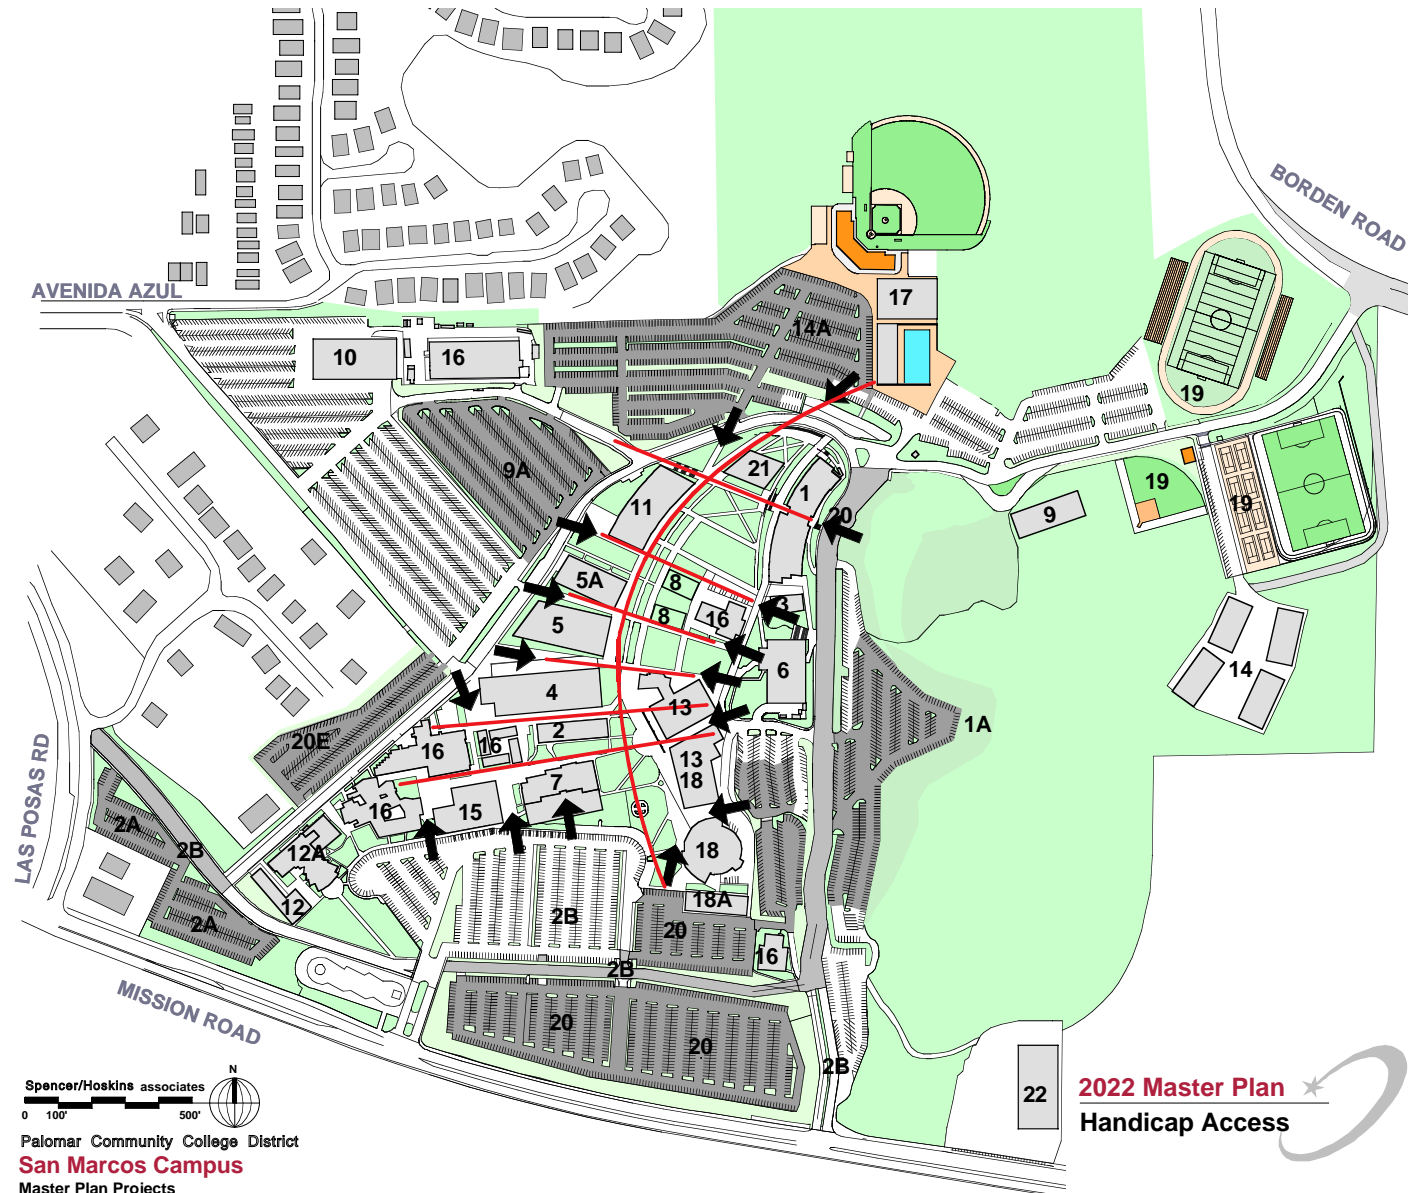 BORDEN ROAD
AVENIDA AZUL
17
14A
10
16
19
9A
21
1
11
20
19
19
9
5A
8
3
8
16
5
6
14
4
13
1A
2
16
16
20E
13
18
7
16
15
LAS POSAS RD
2A
2B
12A
18
12
18A
2A
2B
20
16
2B
MISSION ROAD
20
20
2B
22
N
Spencer/Hoskins associates
0 100' 500'
Palomar Community College District
San Marcos Campus
Master Plan Projects
2022 Master Plan
Handicap Access